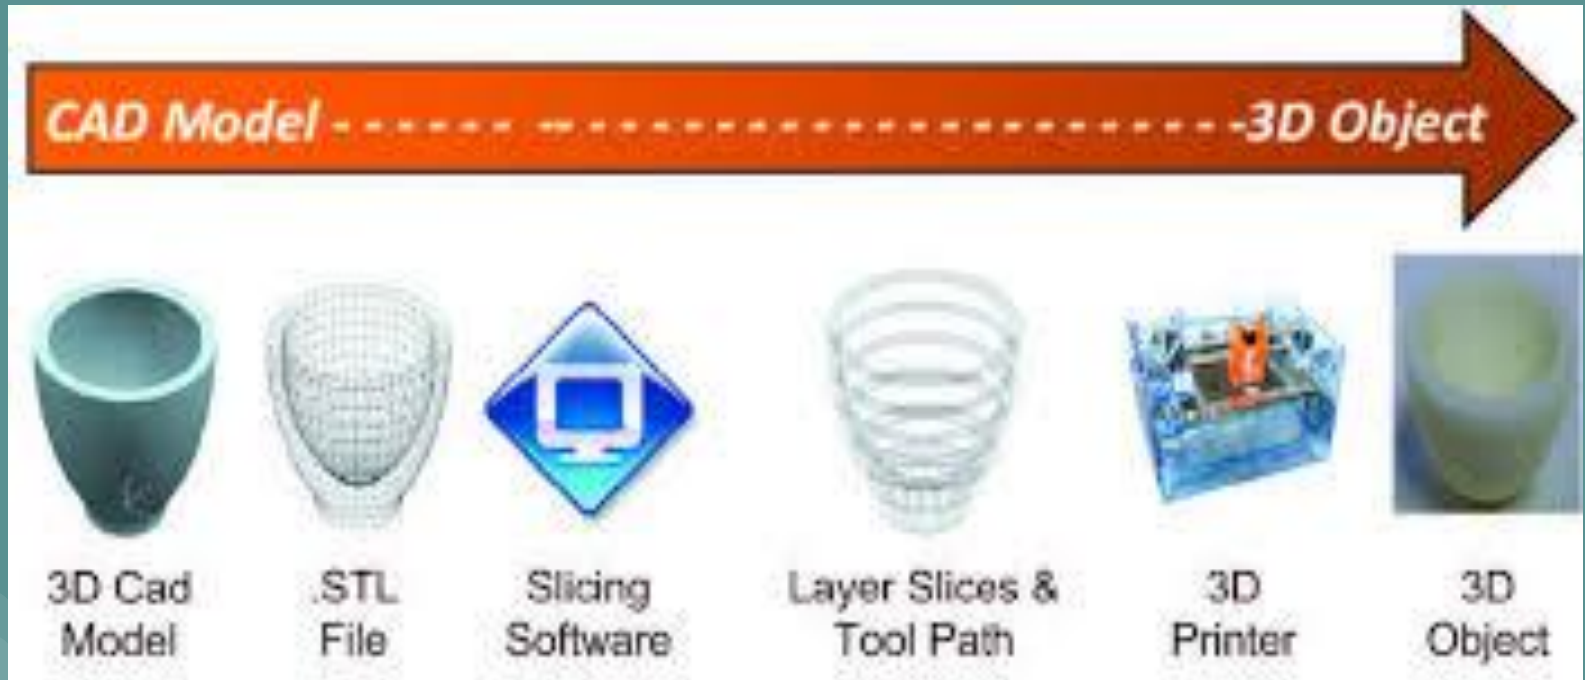 CAD Model - - - - - - -- - - - - - - - - - - - - - - - - - - - -3D Object
3D Cad
Model
.STL
File
Slicing
Software
Layer Slices &
Tool Path
3D
Printer
3D
Object